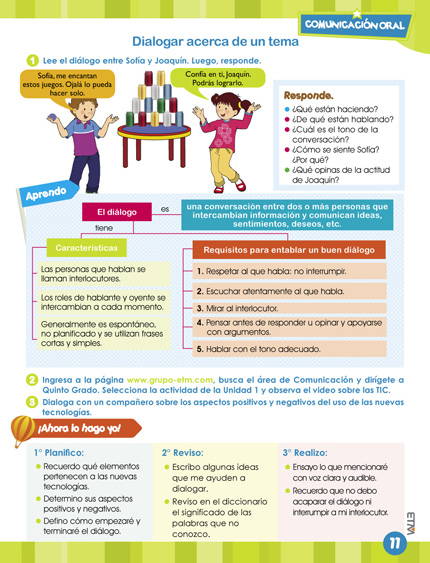 COMUNICACIÓN ORAL
Dialogar acerca de un tema
1 Lee el diálogo entre Sofía y Joaquín. Luego, responde.
Sofía, me encantan
estos juegos. Ojalá lo pueda
hacer solo.
Confía en ti, Joaquín.
Podrás lograrlo.
Responde.
¿Qué están haciendo?
¿De qué están hablando?
¿Cuál es el tono de la
conversación?
¿Cómo se siente Sofía?
¿Por qué?
¿Qué opinas de la actitud
de Joaquín?
Aprendo
El diálogo
es
una conversación entre dos o más personas que
intercambian información y comunican ideas,
sentimientos, deseos, etc.
tiene
Características
Las personas que hablan se
llaman interlocutores.
Los roles de hablante y oyente se
intercambian a cada momento.
Generalmente es espontáneo,
no planificado y se utilizan frases
cortas y simples.
Requisitos para entablar un buen diálogo
1. Respetar al que habla: no interrumpir.
2. Escuchar atentamente al que habla.
3. Mirar al interlocutor.
4. Pensar antes de responder u opinar y apoyarse
con argumentos.
5. Hablar con el tono adecuado.
2 Ingresa a la página www.grupo-etm.com, busca el área de Comunicación y dirígete a
Quinto Grado. Selecciona la actividad de la Unidad 1 y observa el video sobre las TIC.
3 Dialoga con un compañero sobre los aspectos positivos y negativos del uso de las nuevas
tecnologías.
¡Ahora lo hago yo!
1° Planifico:
Recuerdo qué elementos
pertenecen a las nuevas
tecnologías.
Determino sus aspectos
positivos y negativos.
Defino cómo empezaré y
terminaré el diálogo.
2° Reviso:
Escribo algunas ideas
que me ayuden a
dialogar.
Reviso en el diccionario
el significado de las
palabras que no
conozco.
3° Realizo:
Ensayo lo que mencionaré
con voz clara y audible.
Recuerdo que no debo
acaparar el diálogo ni
interrumpir a mi interlocutor.
ETM
11